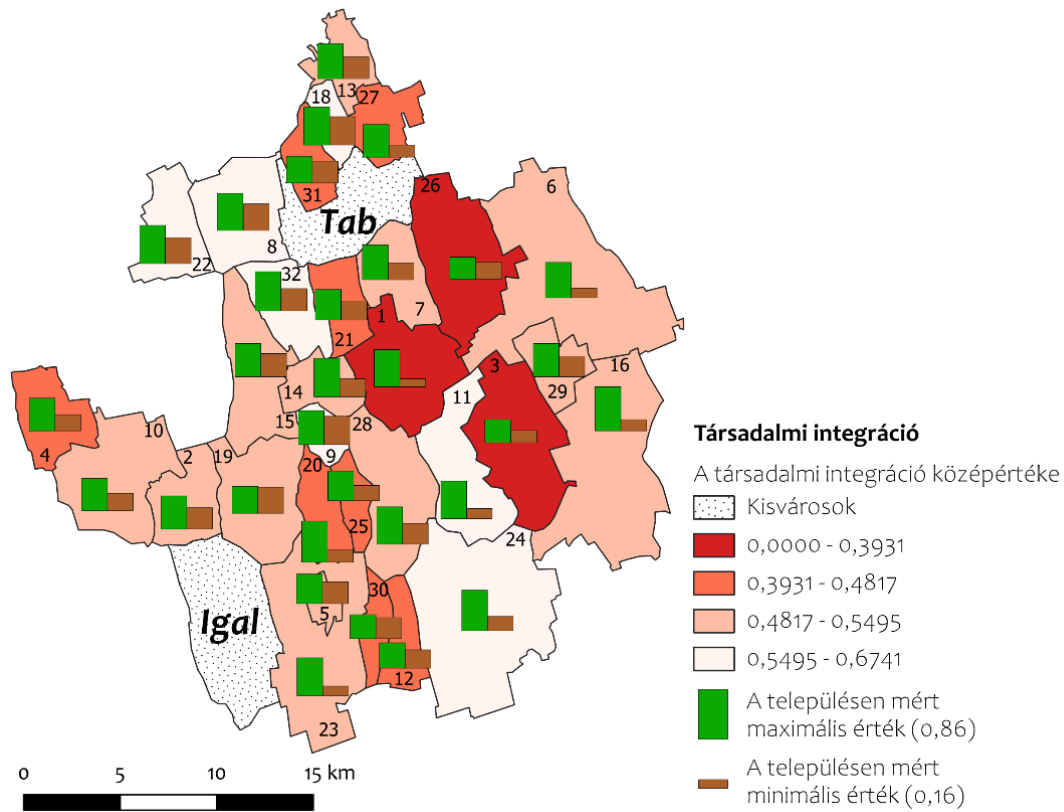 13
18
27
31
Tab
26
6
8
22
32
7
1
21
3
16
14
11
29
15
28
10
4
2
19
9
20
25
24
5
30
Igal
12
23
0 5 10 15 km
Társadalmi integráció
A társadalmi integráció középértéke
Kisvárosok
0,0000 - 0,3931
0,3931 - 0,4817
0,4817 - 0,5495
0,5495 - 0,6741
A településen mért
maximális érték (0,86)
A településen mért
minimális érték (0,16)